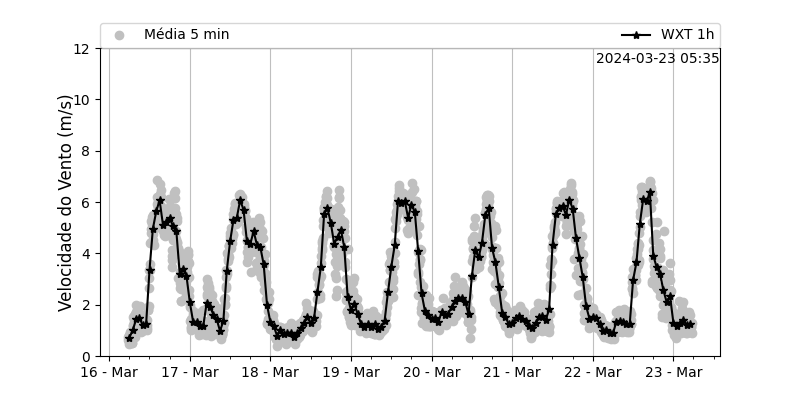 Média 5 min
WXT 1h
2024-03-23 05:35
Velocidade do Vento (m/s)
12
10
8
6
4
2
0
16 - Mar
17 - Mar
18 - Mar
19 - Mar
20 - Mar
21 - Mar
22 - Mar
23 - Mar